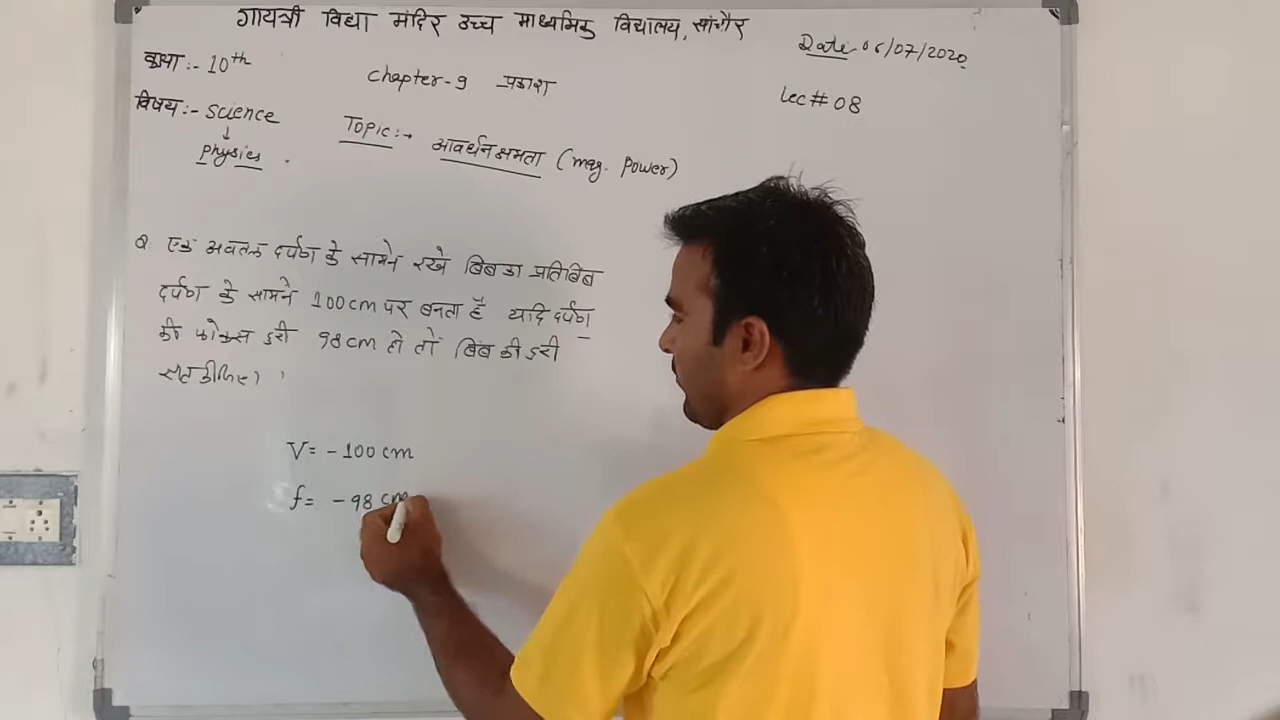 गायत्री विद्या मंदिर उच्च माध्यमिक विद्यालय, सांचौर
Date 06/07/2020
कक्षा :- 10th
Chapter-9 प्रकाश
Lec # 08
विषय :- Science
↓
Physics
Topic :→ आवर्धन क्षमता (mag. Power)
Q. एक अवतल दर्पण के सामने रखे बिंब का प्रतिबिंब
दर्पण के सामने 100 cm पर बनता है यदि दर्पण
की फोकस दुरी 98 cm हो तो बिंब की दुरी
V = - 100 cm
f = - 98 cm